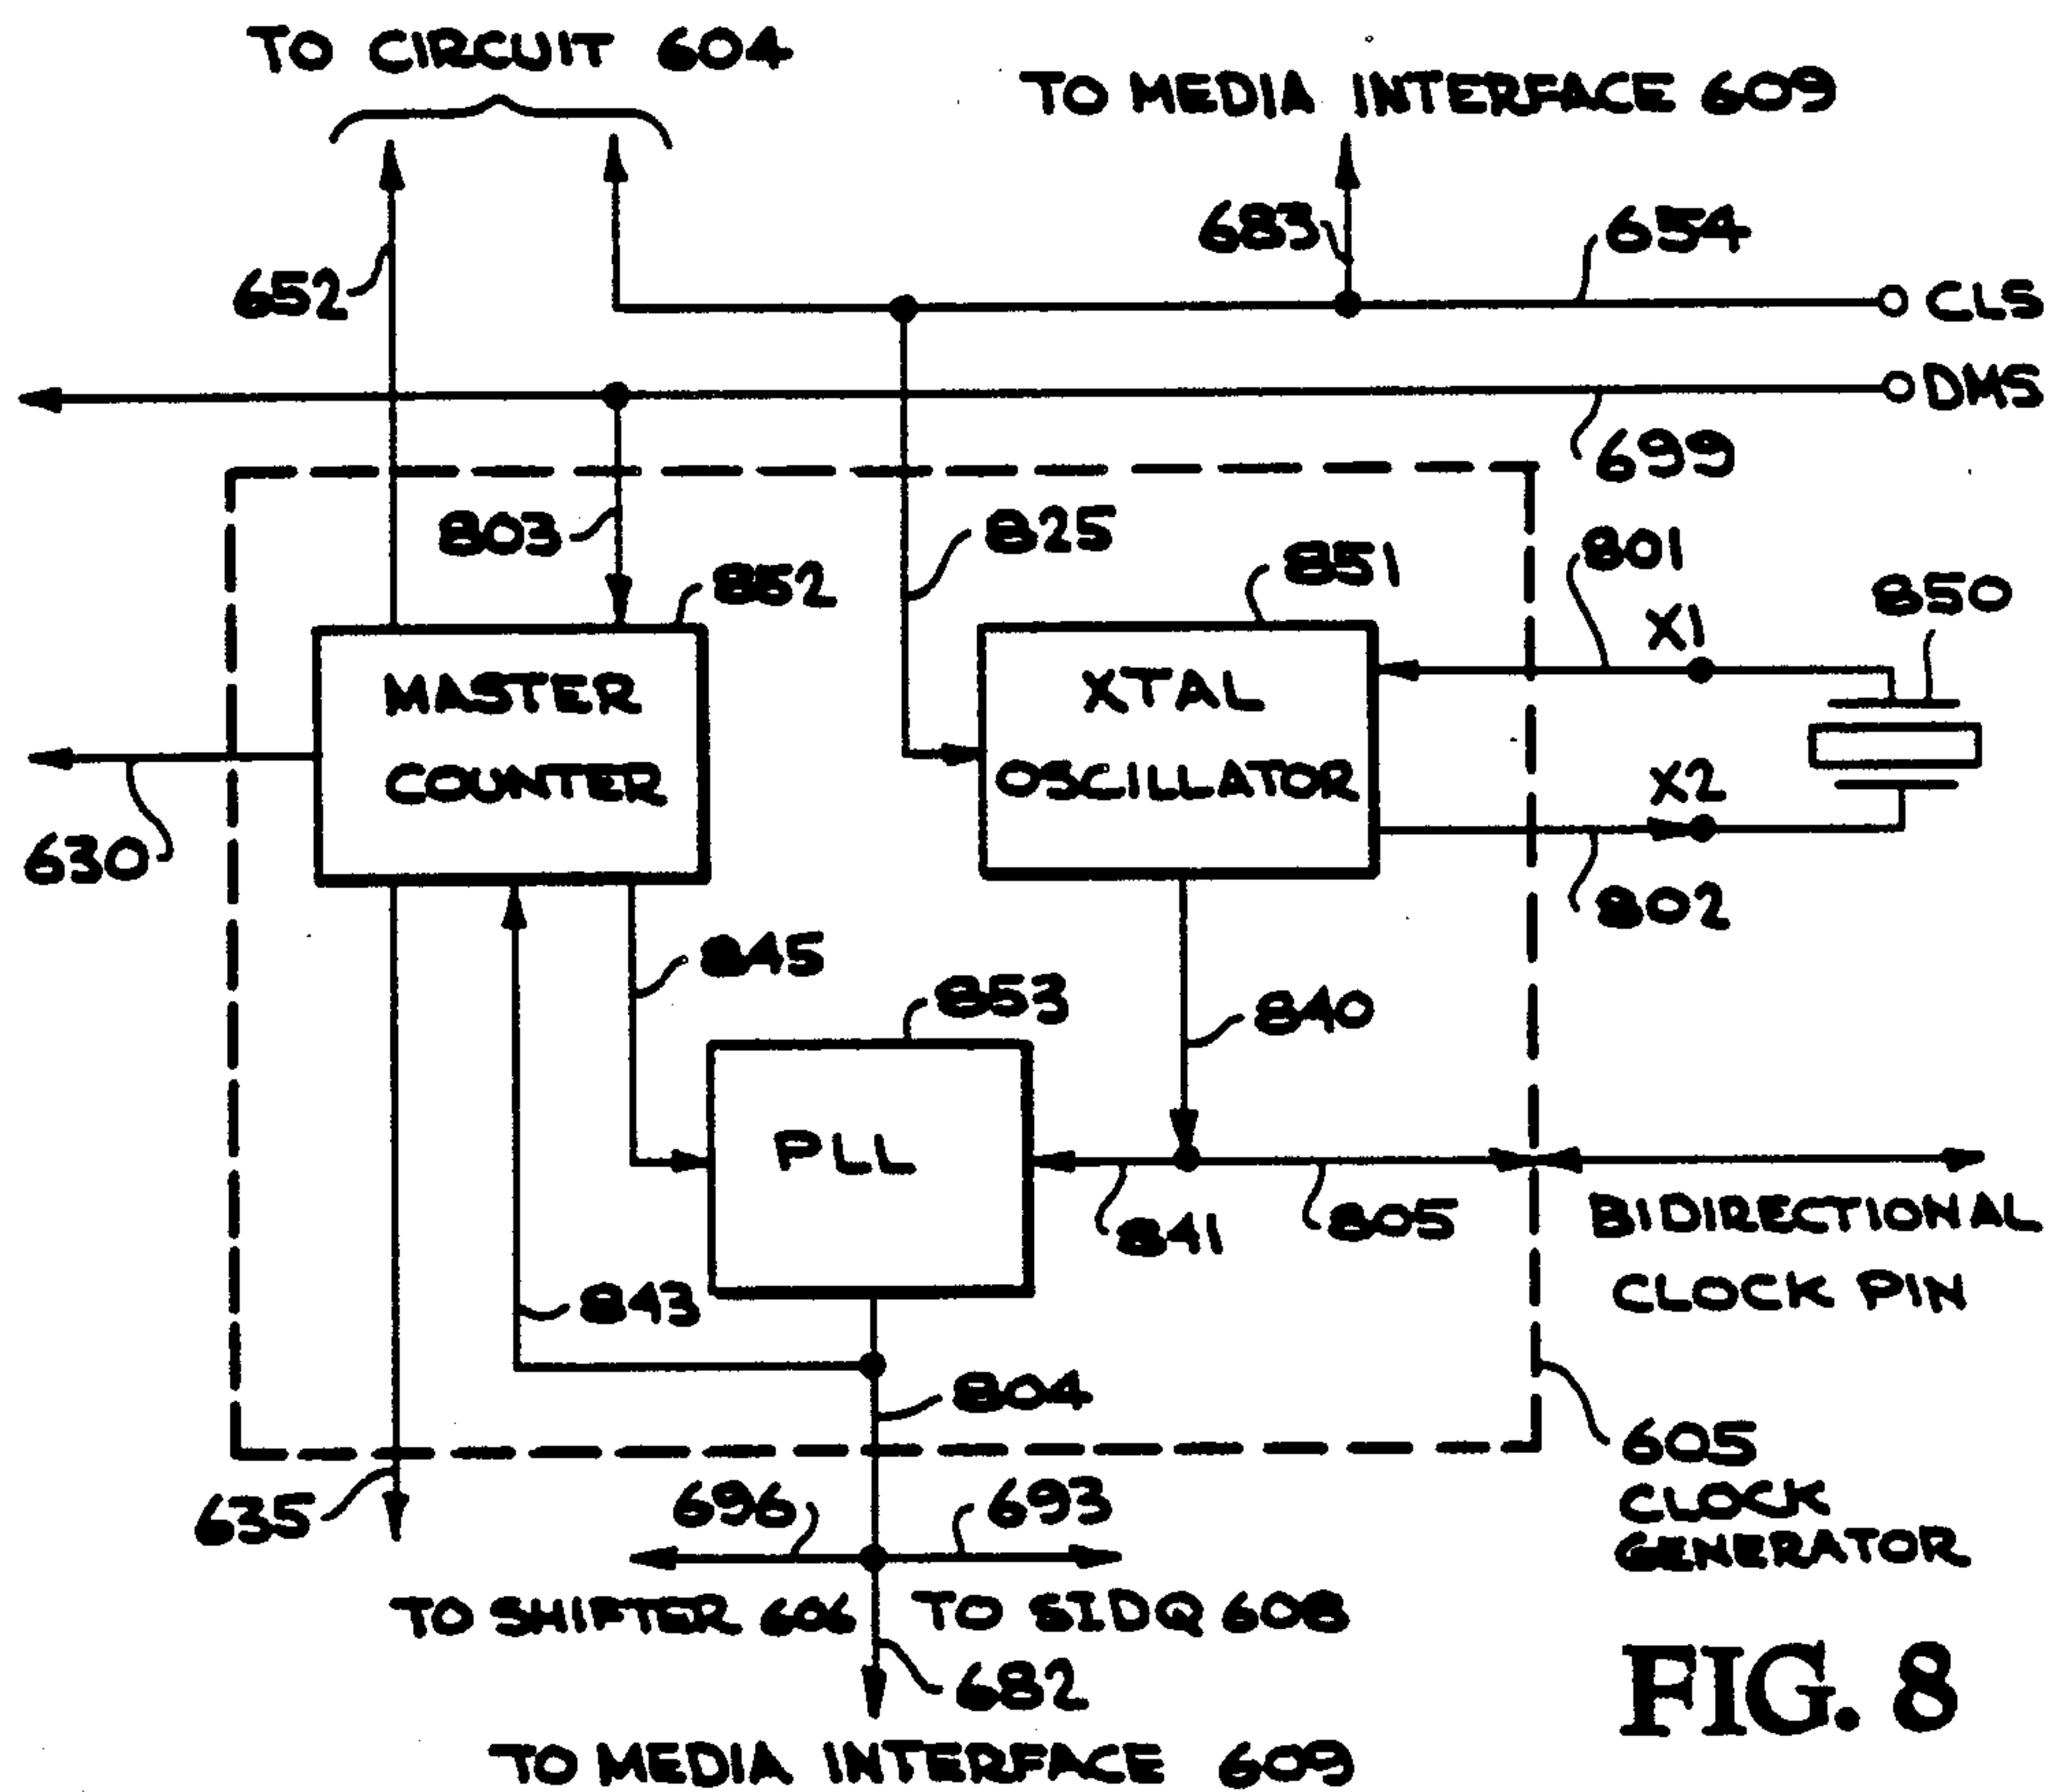 TO CIRCUIT 604
TO MEDIA INTERFACE 609
683
654
652
CLS
DMS
699
803
825
852
851
801
850
X1
MASTER
COUNTER
XTAL
OSCILLATOR
X2
630
802
845
853
840
PLL
841
805
BIDIRECTIONAL
CLOCK PIN
843
804
605
CLOCK
GENERATOR
635
696
693
TO SHIFTER 606
TO SIDQ 608
682
TO MEDIA INTERFACE 609
FIG. 8